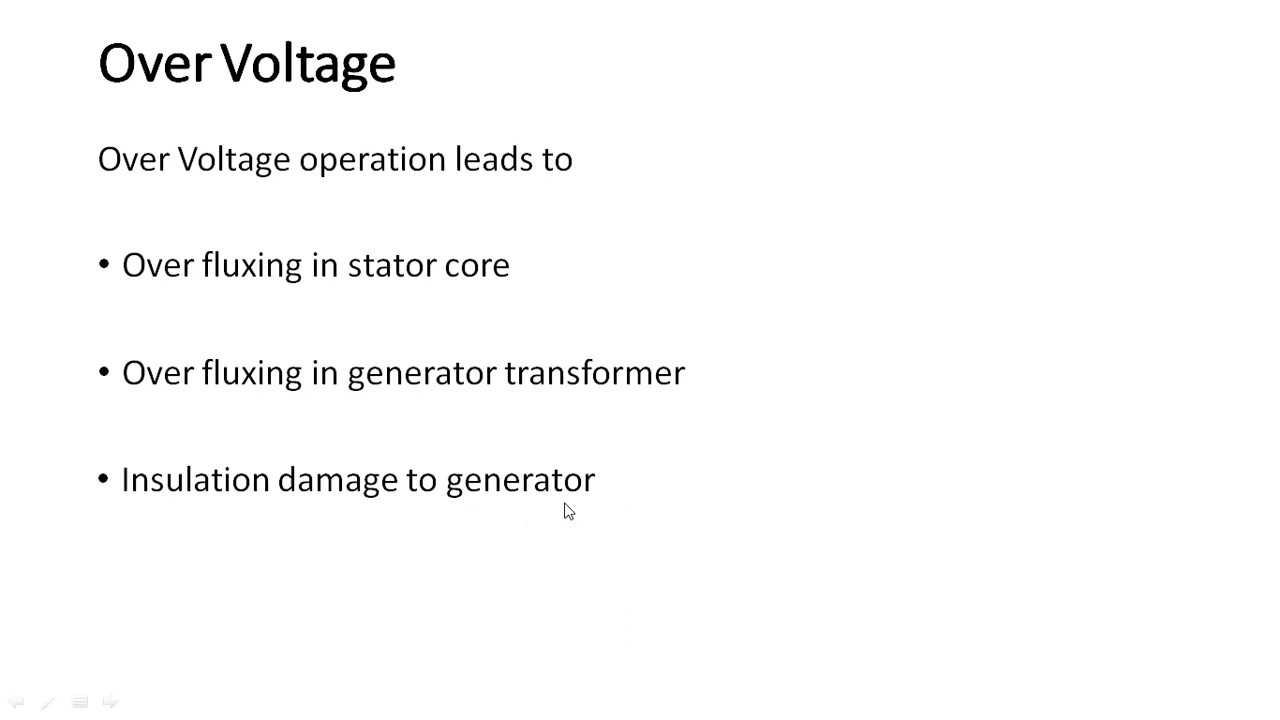 Over Voltage
Over Voltage operation leads to
• Over fluxing in stator core
• Over fluxing in generator transformer
• Insulation damage to generator